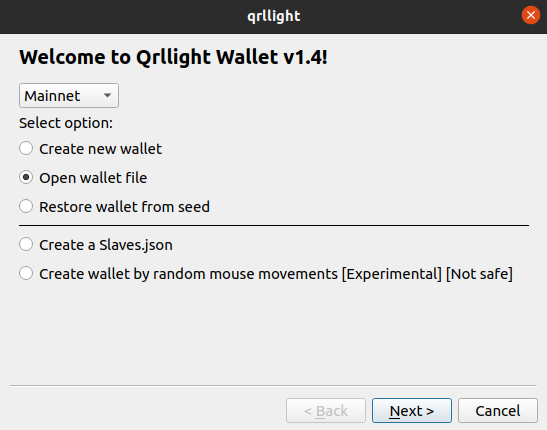 qrllight
Welcome to Qrllight Wallet v1.4!
Mainnet
Select option:
Create new wallet
Open wallet file
Restore wallet from seed
Create a Slaves.json
Create wallet by random mouse movements [Experimental] [Not safe]
< Back
Next >
Cancel